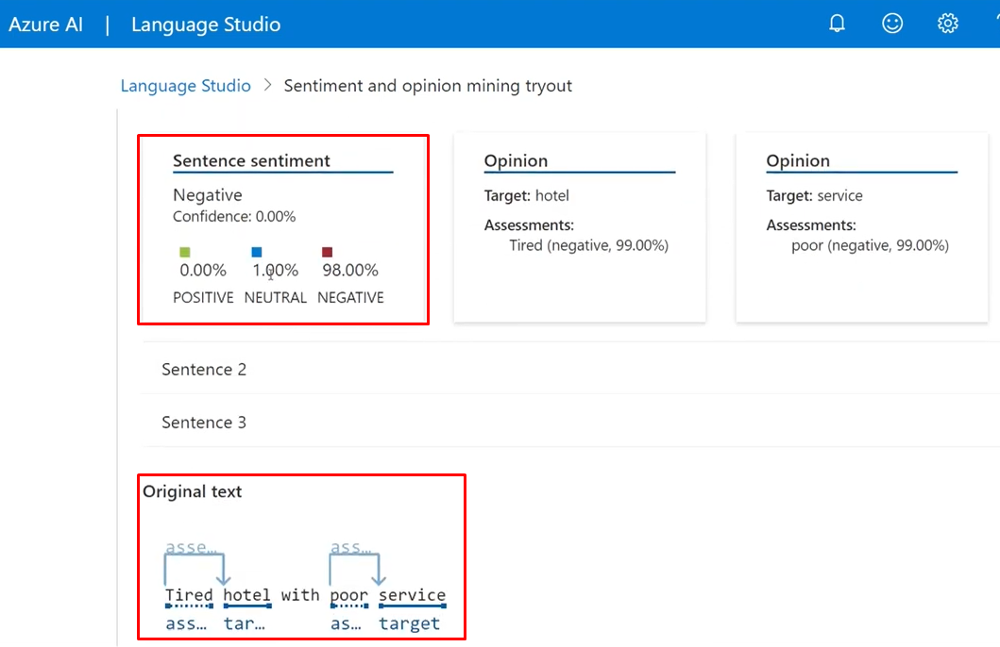 Azure AI | Language Studio
Language Studio > Sentiment and opinion mining tryout
Sentence sentiment
Negative
Confidence: 0.00%
0.00% 1.00% 98.00%
POSITIVE NEUTRAL NEGATIVE
Opinion
Target: hotel
Assessments:
Tired (negative, 99.00%)
Opinion
Target: service
Assessments:
poor (negative, 99.00%)
Sentence 2
Sentence 3
Original text
asse... ass...
Tired hotel with poor service
ass... tar... as... target